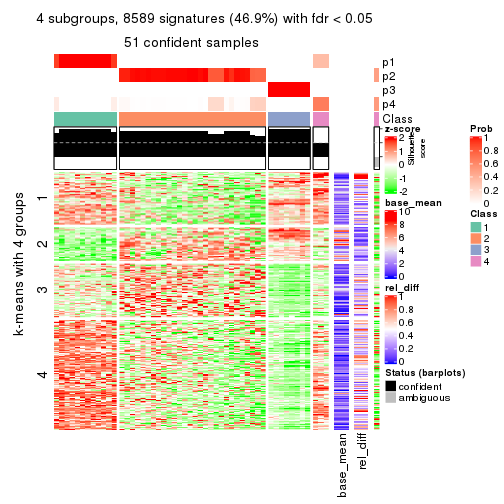 4 subgroups, 8589 signatures (46.9%) with fdr < 0.05
51 confident samples
p1
p2
p3
p4
Class
Silhouette
score
k-means with 4 groups
1
2
3
4
base_mean
rel_diff
z-score
2
1
0
-1
-2
base_mean
10
8
6
4
2
0
rel_diff
1
0.8
0.6
0.4
0.2
0
Status (barplots)
confident
ambiguous
Prob
1
0.8
0.6
0.4
0.2
0
Class
1
2
3
4